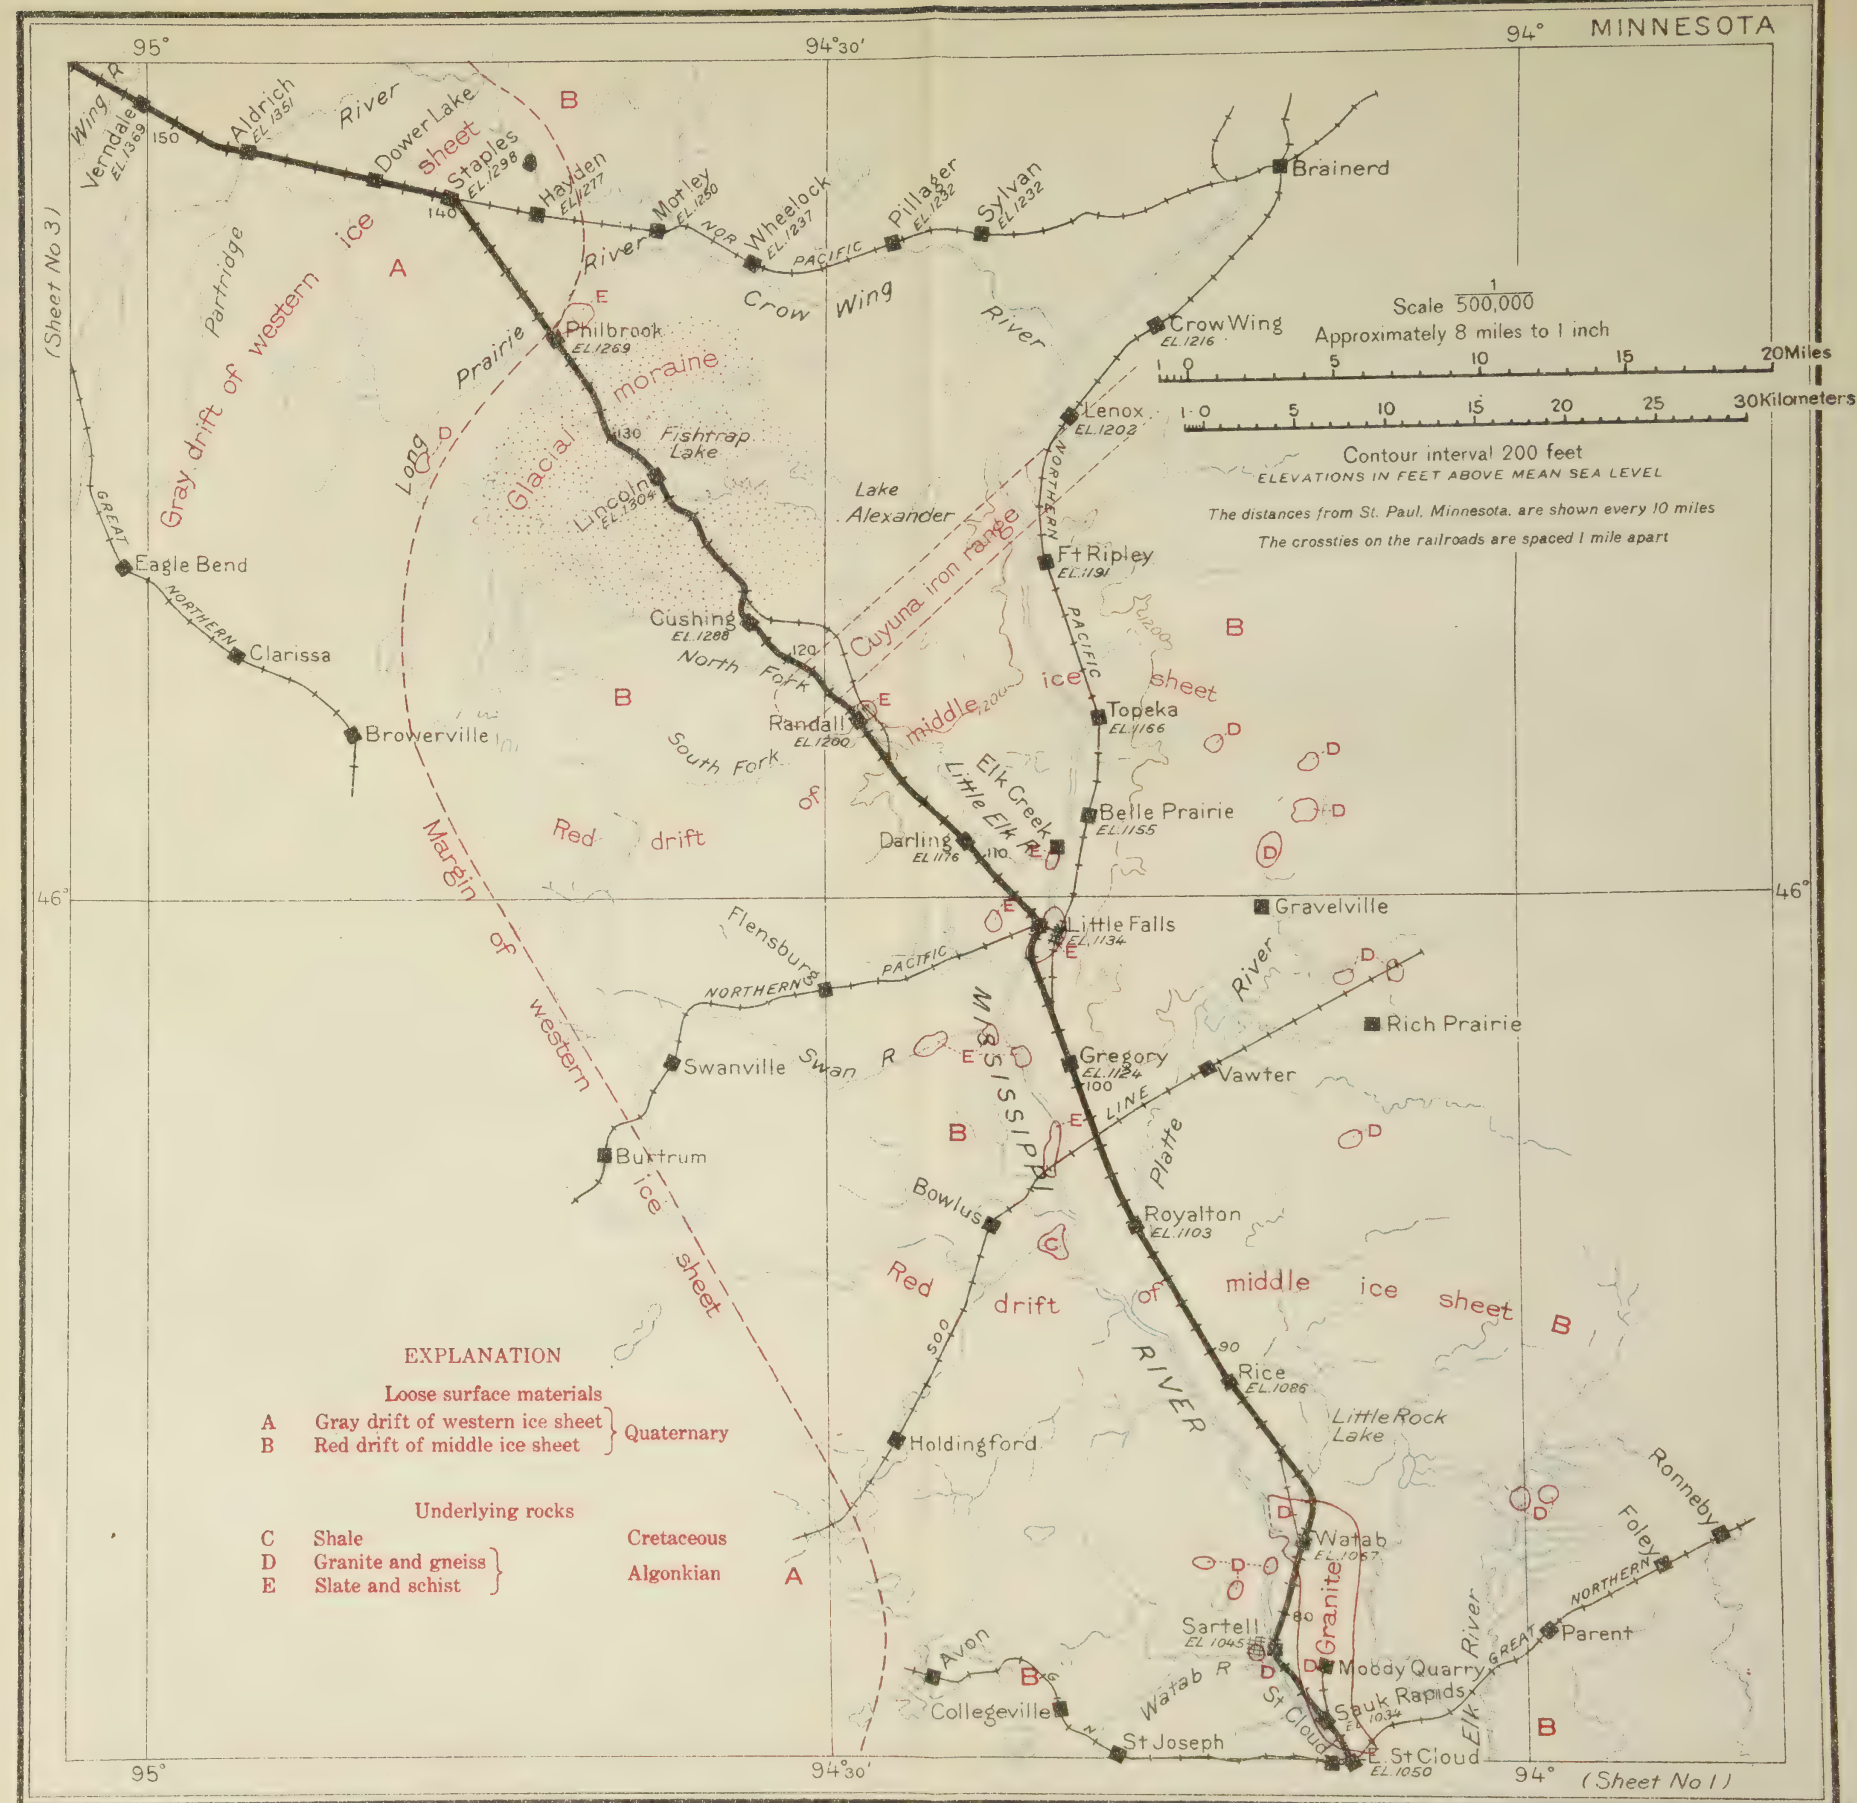 MINNESOTA
95°
94°30'
94°
(Sheet No 3)
Wing R
Verndale
EL.1369
150
Aldrich
EL 1351
River
Dower Lake
sheet
Staples
EL.1298
140
Hayden
EL.1277
B
Motley
EL.1250
River
NOR
PACIFIC
Wheelock
EL.1237
Pillager
EL.1232
Sylvan
EL.1232
Brainerd
Partridge
Gray drift of western ice
A
Crow Wing
River
Crow Wing
EL.1216
Scale 1/500,000
Approximately 8 miles to 1 inch
1 0 5 10 15 20 Miles
1 0 5 10 15 20 25 30 Kilometers
Contour interval 200 feet
ELEVATIONS IN FEET ABOVE MEAN SEA LEVEL
The distances from St. Paul, Minnesota, are shown every 10 miles
The crossties on the railroads are spaced 1 mile apart
E
Philbrook
EL.1269
Prairie
Long
Glacial
moraine
130
Fishtrap
Lake
Lincoln
EL.1304
Lenox
EL.1202
NORTHERN
PACIFIC
Lake
Alexander
Cuyuna iron range
Ft Ripley
EL.1191
GREAT
NORTHERN
Eagle Bend
Clarissa
Browerville
Cushing
EL.1288
120
North Fork
B
Randall
EL.1200
E
South Fork
of
middle
ice
sheet
1200
1200
B
Topeka
EL.1166
D
D
D
D
Red
drift
Elk Creek
Little Elk R
E
Belle Prairie
EL.1155
Darling
EL 1176
110
46°
46°
Margin
of
western
ice
sheet
Flensburg
NORTHERN
PACIFIC
E
Little Falls
EL.1134
E
Gravelville
River
D
Rich Prairie
Swanville
Swan R
E
MISSISSIPPI
Gregory
EL.1124
100
Vawter
LINE
E
Platte
D
B
Burtrum
Bowlus
C
Royalton
EL.1103
Red
drift
of
middle
ice
sheet
B
SOO
RIVER
90
Rice
EL.1086
Little Rock
Lake
Holdingford
EXPLANATION
Loose surface materials
A Gray drift of western ice sheet
B Red drift of middle ice sheet
Quaternary
Underlying rocks
C Shale Cretaceous
D Granite and gneiss
E Slate and schist
Algonkian
A
D
Watab
EL.1067
D
D
Granite
80
Sartell
EL 1045
D
D
Moody Quarry
Watab R
St Cloud
Sauk Rapids
EL 1034
E. St Cloud
EL.1050
Avon
B
G
N
Collegeville
St Joseph
Ronneby
Foley
NORTHERN
GREAT
Parent
Elk River
Elk
B
95°
94°30'
94°
(Sheet No 1)